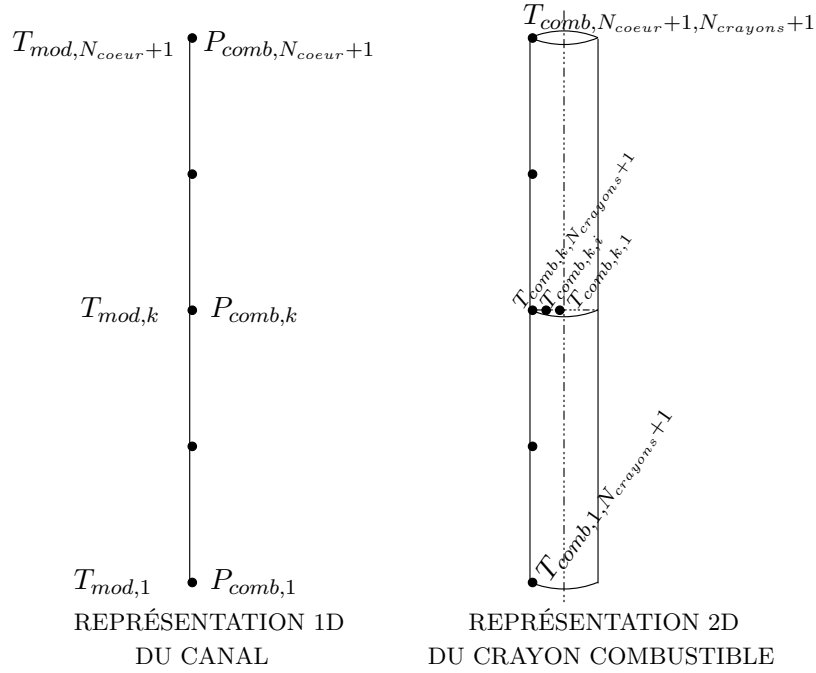 T_{comb,N_{coeur}+1,N_{crayons}+1}
T_{mod,N_{coeur}+1} P_{comb,N_{coeur}+1}
T_{comb,k,N_{crayons}+1}
T_{comb,k,i}
T_{comb,k,1}
T_{mod,k} P_{comb,k}
T_{comb,1,N_{crayons}+1}
T_{mod,1} P_{comb,1}
REPRÉSENTATION 1D
DU CANAL
REPRÉSENTATION 2D
DU CRAYON COMBUSTIBLE